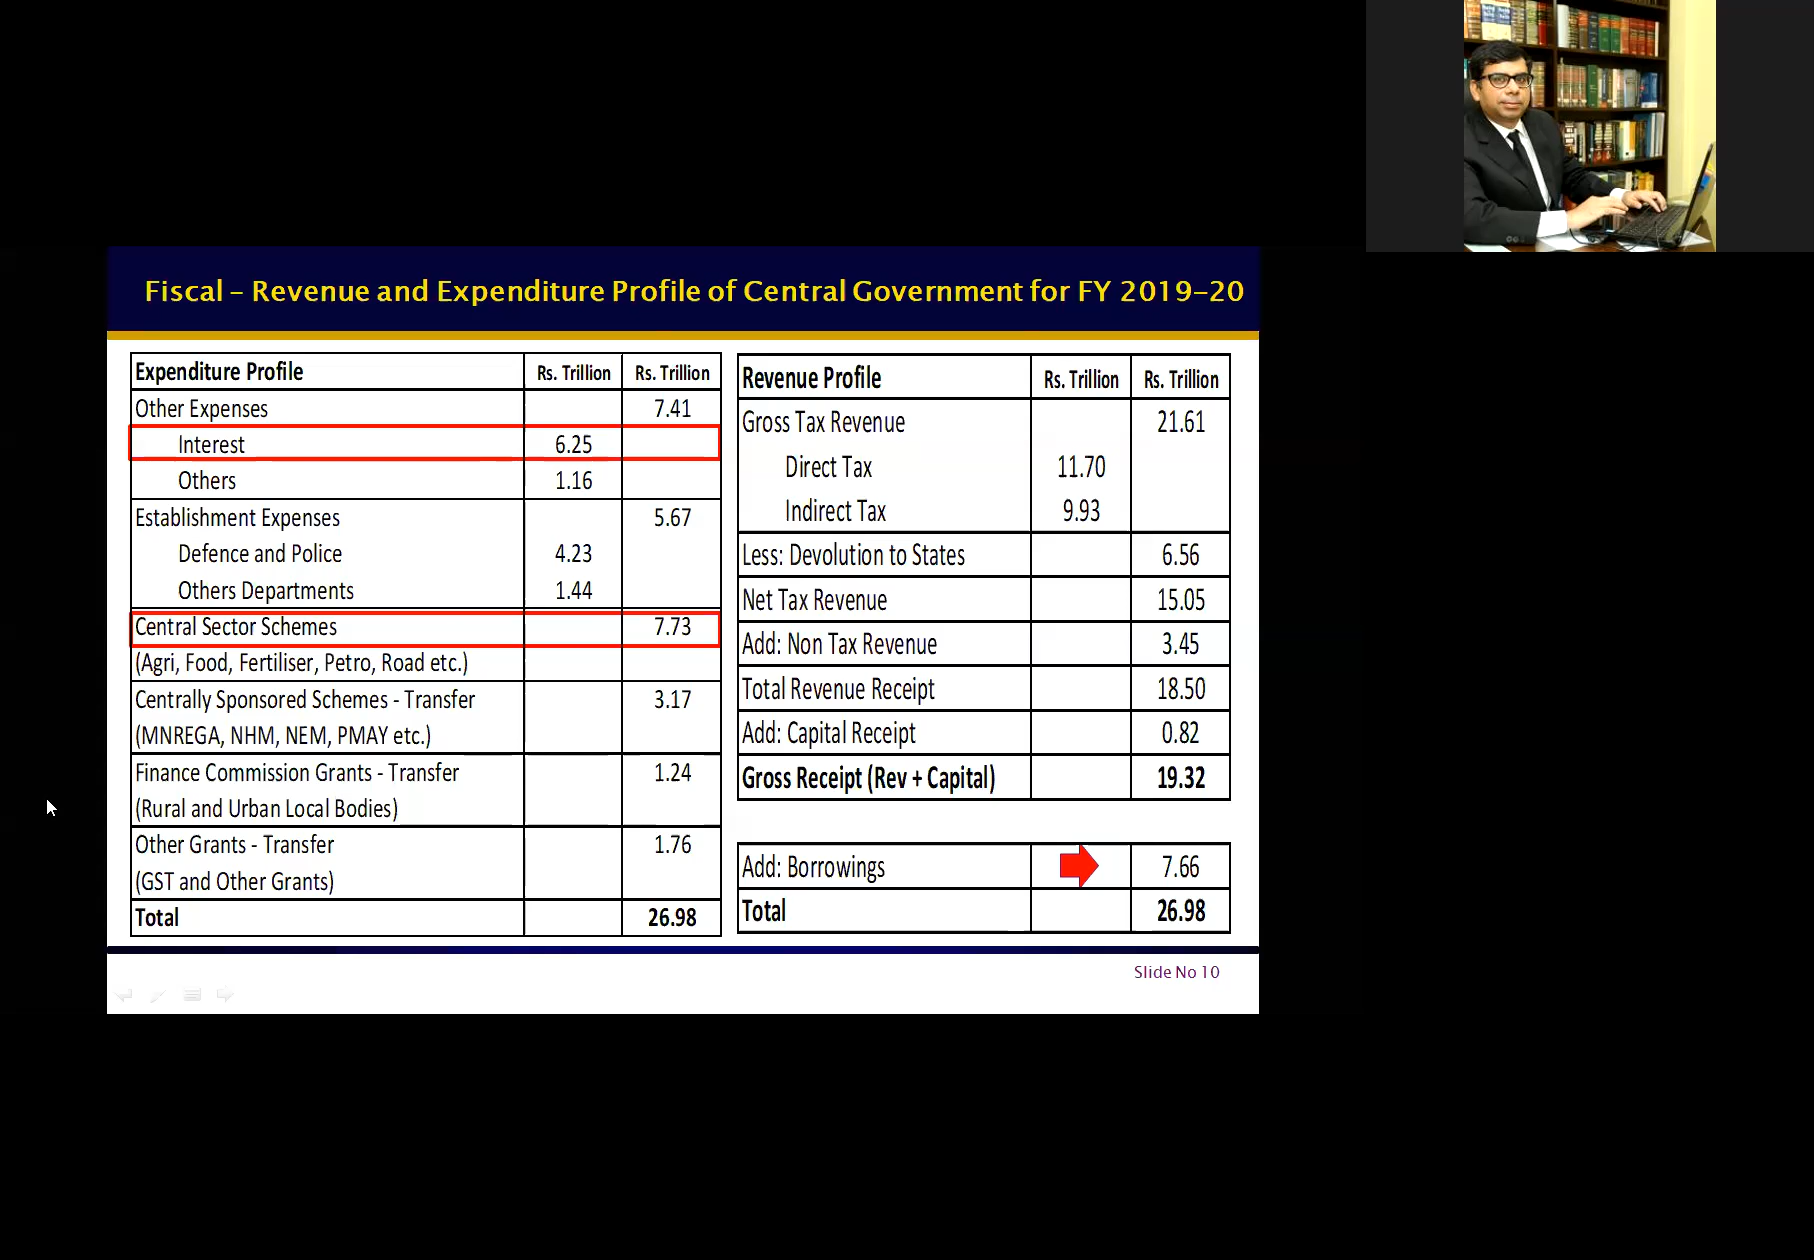 Fiscal – Revenue and Expenditure Profile of Central Government for FY 2019-20
Expenditure Profile Rs. Trillion Rs. Trillion
Other Expenses 7.41
Interest 6.25
Others 1.16
Establishment Expenses 5.67
Defence and Police 4.23
Others Departments 1.44
Central Sector Schemes 7.73
(Agri, Food, Fertiliser, Petro, Road etc.)
Centrally Sponsored Schemes - Transfer 3.17
(MNREGA, NHM, NEM, PMAY etc.)
Finance Commission Grants - Transfer 1.24
(Rural and Urban Local Bodies)
Other Grants - Transfer 1.76
(GST and Other Grants)
Total 26.98
Revenue Profile Rs. Trillion Rs. Trillion
Gross Tax Revenue 21.61
Direct Tax 11.70
Indirect Tax 9.93
Less: Devolution to States 6.56
Net Tax Revenue 15.05
Add: Non Tax Revenue 3.45
Total Revenue Receipt 18.50
Add: Capital Receipt 0.82
Gross Receipt (Rev + Capital) 19.32
Add: Borrowings 7.66
Total 26.98
Slide No 10